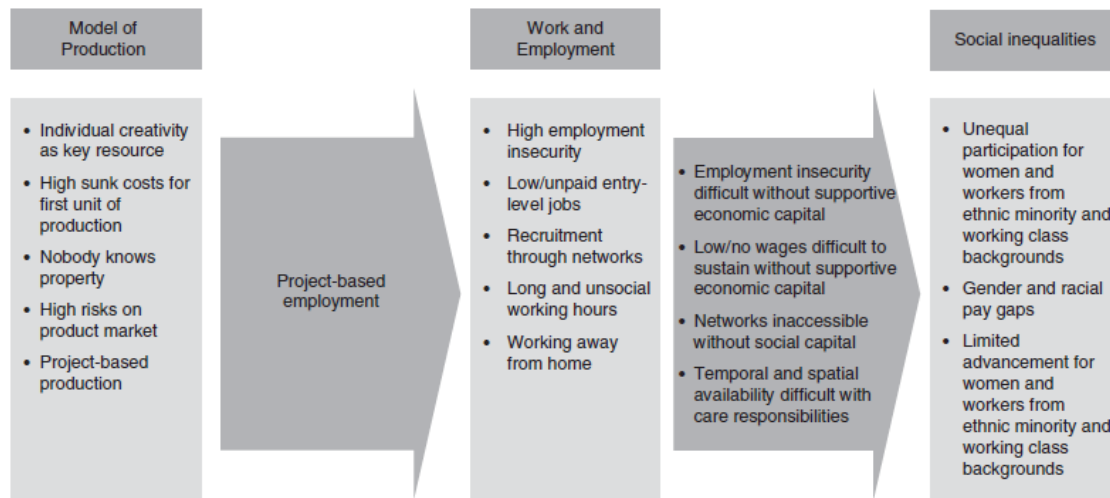 Model of
Production
• Individual creativity
as key resource
• High sunk costs for
first unit of
production
• Nobody knows
property
• High risks on
product market
• Project-based
production
Project-based
employment
Work and
Employment
• High employment
insecurity
• Low/unpaid entry-
level jobs
• Recruitment
through networks
• Long and unsocial
working hours
• Working away
from home
• Employment insecurity
difficult without supportive
economic capital
• Low/no wages difficult to
sustain without supportive
economic capital
• Networks inaccessible
without social capital
• Temporal and spatial
availability difficult with
care responsibilities
Social inequalities
• Unequal
participation for
women and
workers from
ethnic minority and
working class
backgrounds
• Gender and racial
pay gaps
• Limited
advancement for
women and
workers from
ethnic minority and
working class
backgrounds